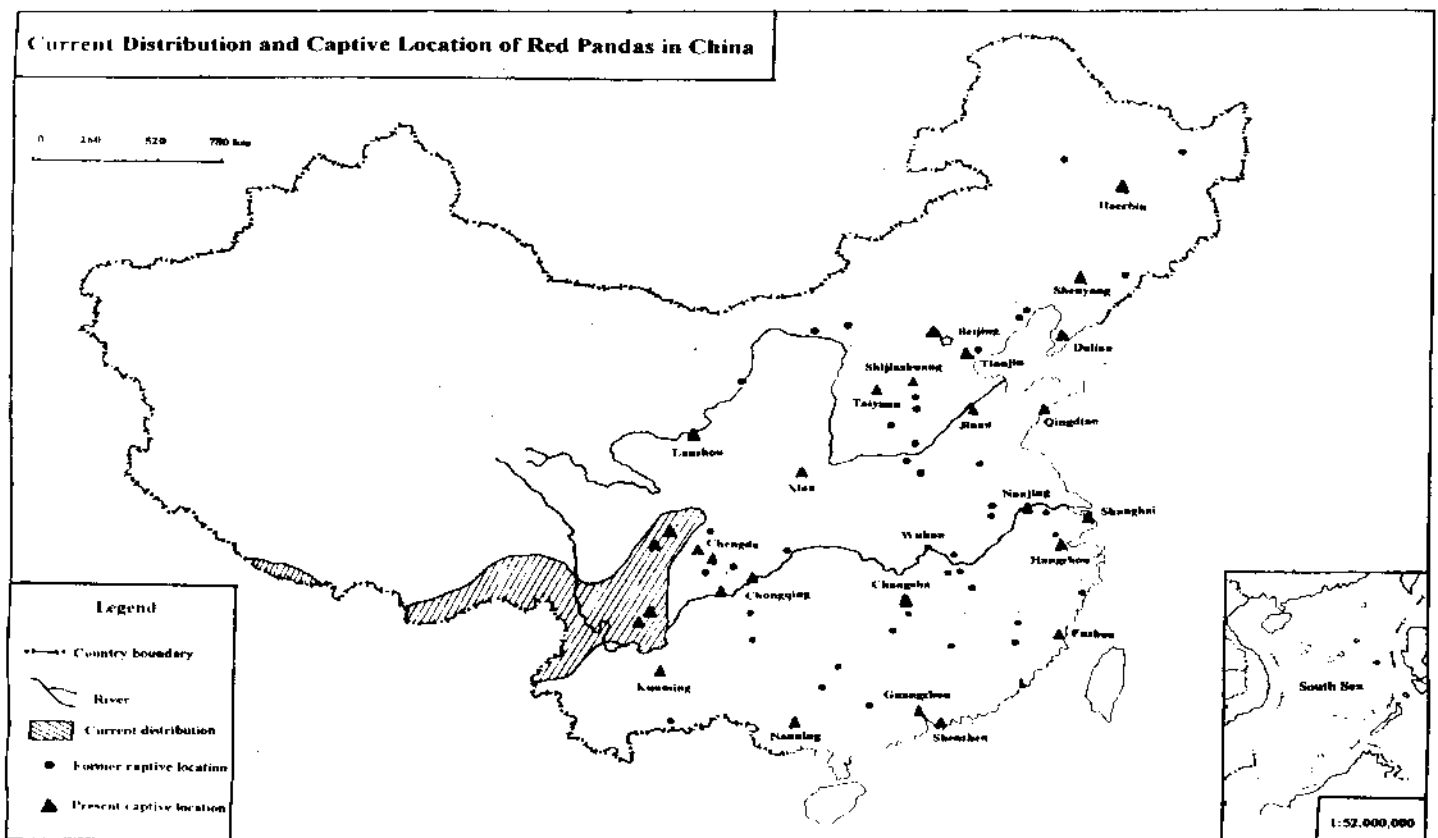 Current Distribution and Captive Location of Red Pandas in China
0 260 520 780 km
Haerbin
Shenyang
Beijing
Dalian
Tianjin
Shijiazhuang
Taiyuan
Jinan
Qingdao
Lanzhou
Xian
Nanjing
Shanghai
Wuhan
Chengdu
Hangzhou
Changsha
Chongqing
Fuzhou
Kunming
Guangzhou
Nanning
Shenzhen
Legend
Country boundary
River
Current distribution
Former captive location
Present captive location
South Sea
1:52,000,000